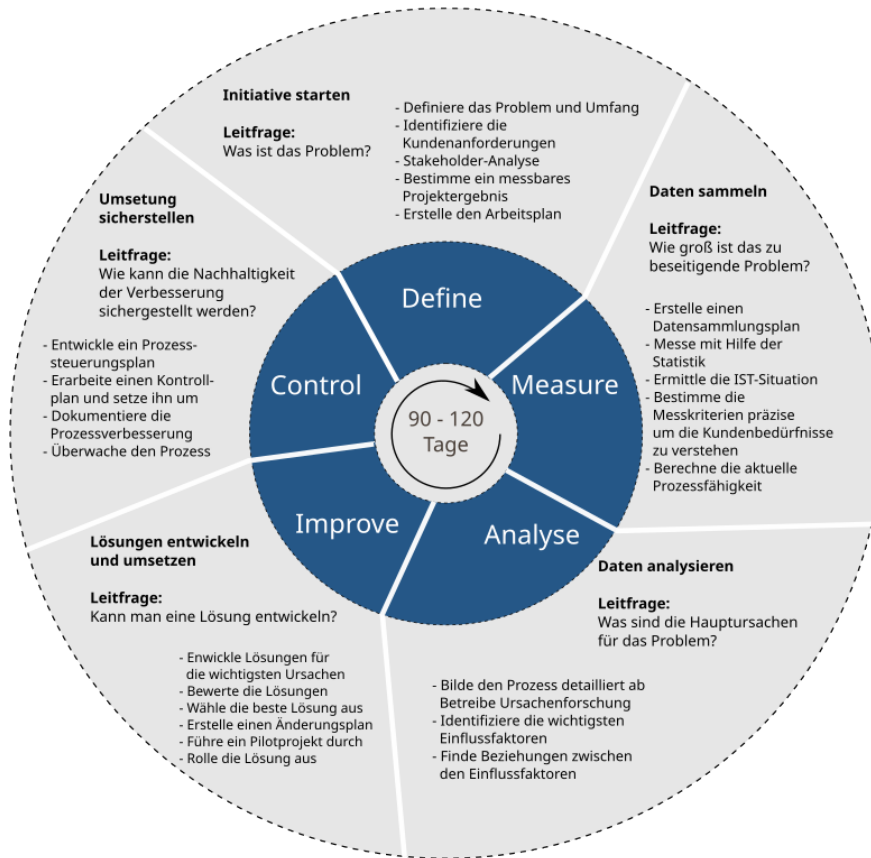 Initiative starten
Leitfrage:
Was ist das Problem?
- Definiere das Problem und Umfang
- Identifiziere die
Kundenanforderungen
- Stakeholder-Analyse
- Bestimme ein messbares
Projektergebnis
- Erstelle den Arbeitsplan
Daten sammeln
Leitfrage:
Wie groß ist das zu
beseitigende Problem?
- Erstelle einen
Datensammlungsplan
- Messe mit Hilfe der
Statistik
- Ermittle die IST-Situation
- Bestimme die
Messkriterien präzise
um die Kundenbedürfnisse
zu verstehen
- Berechne die aktuelle
Prozessfähigkeit
Daten analysieren
Leitfrage:
Was sind die Hauptursachen
für das Problem?
- Bilde den Prozess detailliert ab
Betreibe Ursachenforschung
- Identifiziere die wichtigsten
Einflussfaktoren
- Finde Beziehungen zwischen
den Einflussfaktoren
Lösungen entwickeln
und umsetzen
Leitfrage:
Kann man eine Lösung entwickeln?
- Enwickle Lösungen für
die wichtigsten Ursachen
- Bewerte die Lösungen
- Wähle die beste Lösung aus
- Erstelle einen Änderungsplan
- Führe ein Pilotprojekt durch
- Rolle die Lösung aus
Umsetung
sicherstellen
Leitfrage:
Wie kann die Nachhaltigkeit
der Verbesserung
sichergestellt werden?
- Entwickle ein Prozess-
steuerungsplan
- Erarbeite einen Kontroll-
plan und setze ihn um
- Dokumentiere die
Prozessverbesserung
- Überwache den Prozess
Define
Measure
Analyse
Improve
Control
90 - 120
Tage